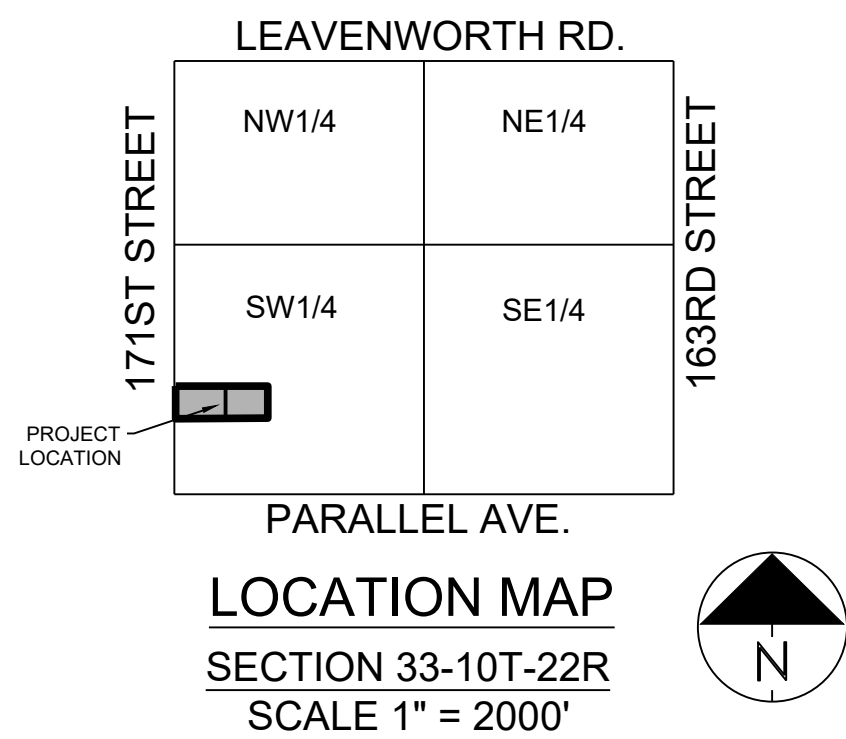 LEAVENWORTH RD.
171ST STREET
NW1/4
NE1/4
163RD STREET
SW1/4
SE1/4
PROJECT
LOCATION
PARALLEL AVE.
LOCATION MAP
SECTION 33-10T-22R
SCALE 1" = 2000'
N